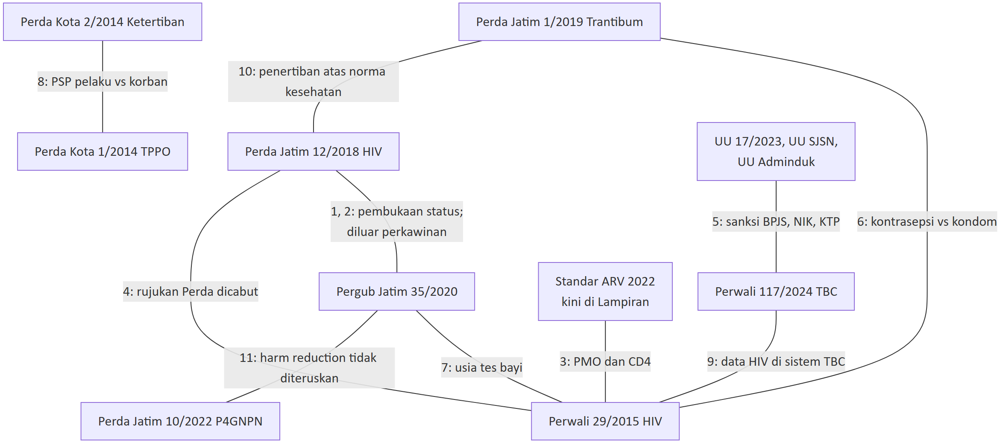 Perda Kota 2/2014 Ketertiban
Perda Jatim 1/2019 Trantibum
10: penertiban atas norma
kesehatan
8: PSP pelaku vs korban
Perda Kota 1/2014 TPPO
Perda Jatim 12/2018 HIV
UU 17/2023, UU SJSN,
UU Adminduk
1, 2: pembukaan status;
diluar perkawinan
5: sanksi BPJS, NIK, KTP
6: kontrasepsi vs kondom
4: rujukan Perda dicabut
Pergub Jatim 35/2020
Standar ARV 2022
kini di Lampiran
Perwali 117/2024 TBC
11: harm reduction tidak
diteruskan
7: usia tes bayi
3: PMO dan CD4
9: data HIV di sistem TBC
Perda Jatim 10/2022 P4GNPN
Perwali 29/2015 HIV